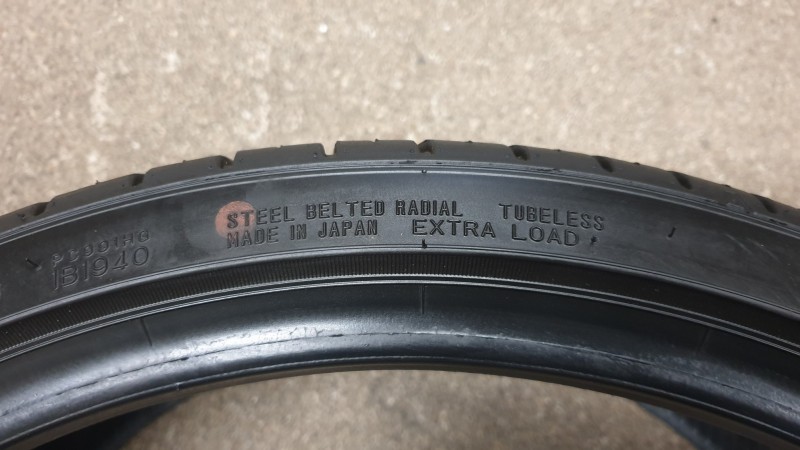 STEEL BELTED RADIAL TUBELESS
MADE IN JAPAN EXTRA LOAD
1B1940